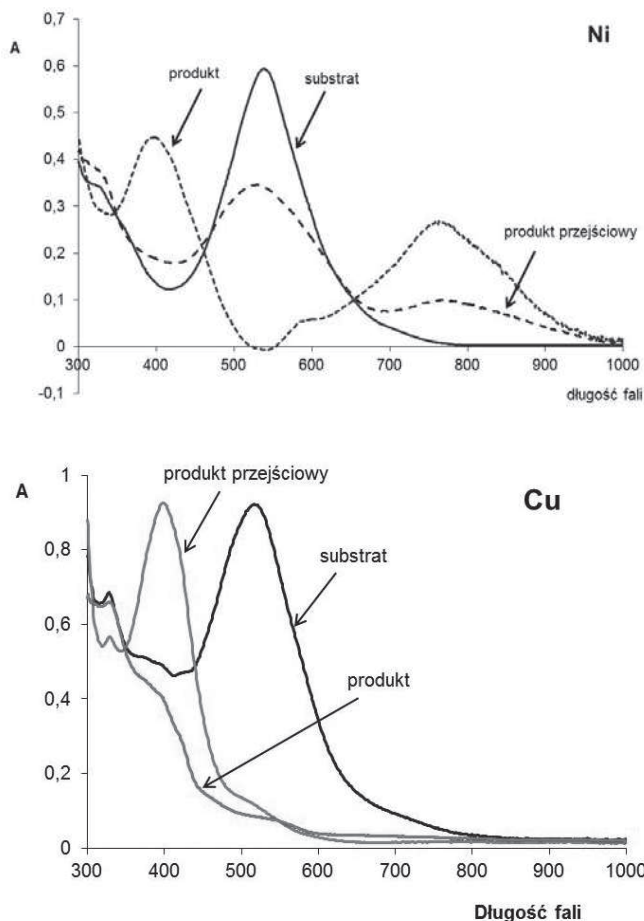 Ni
A
0,7
produkt
substrat
0,6
0,5
0,4
0,3
produkt przejściowy
0,2
0,1
0
300 400 500 600 700 800 900 1000
-0,1
długość fali
A
1
produkt przejściowy
Cu
0,8
substrat
0,6
produkt
0,4
0,2
0
300 400 500 600 700 800 900 1000
Długość fali